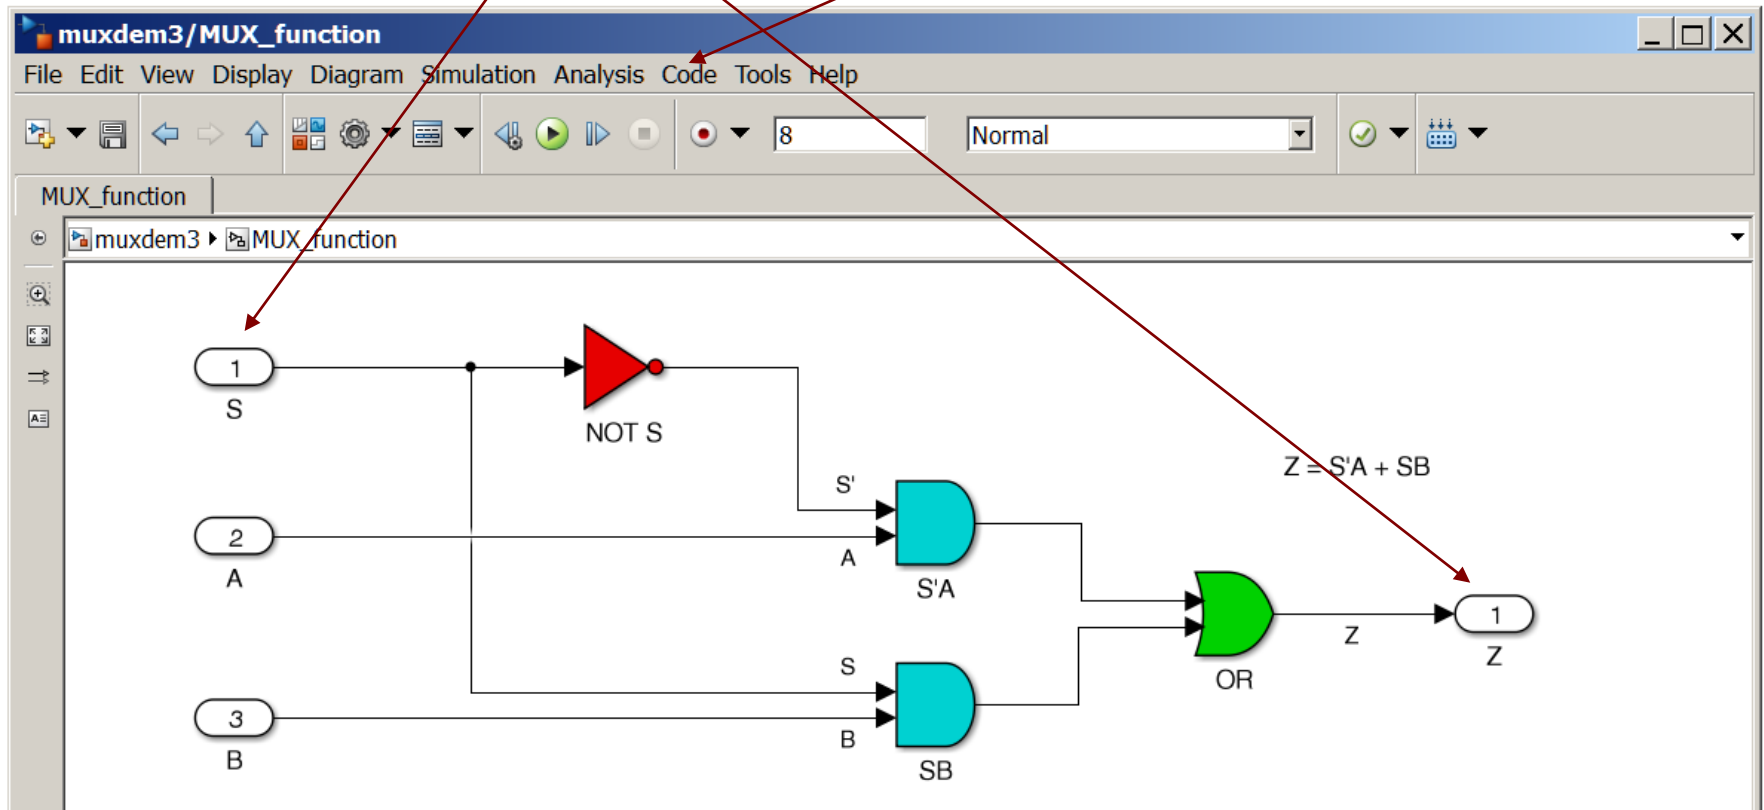 muxdem3/MUX_function
File Edit View Display Diagram Simulation Analysis Code Tools Help
8 Normal
MUX_function
muxdem3 MUX_function
1
S
NOT S
Z = S'A + SB
S'
2
A
A
S'A
1
Z
Z
OR
S
3
B
B
SB